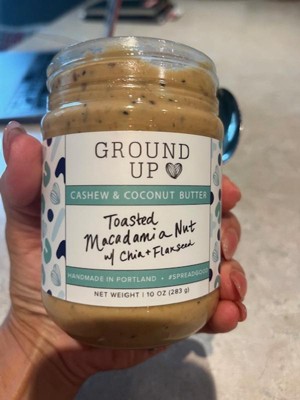 GROUND
UP
CASHEW & COCONUT BUTTER
Toasted
Macadamia Nut
w/ Chia + Flaxseed
HANDMADE IN PORTLAND • #SPREADGOOD
NET WEIGHT | 10 OZ (283 g)